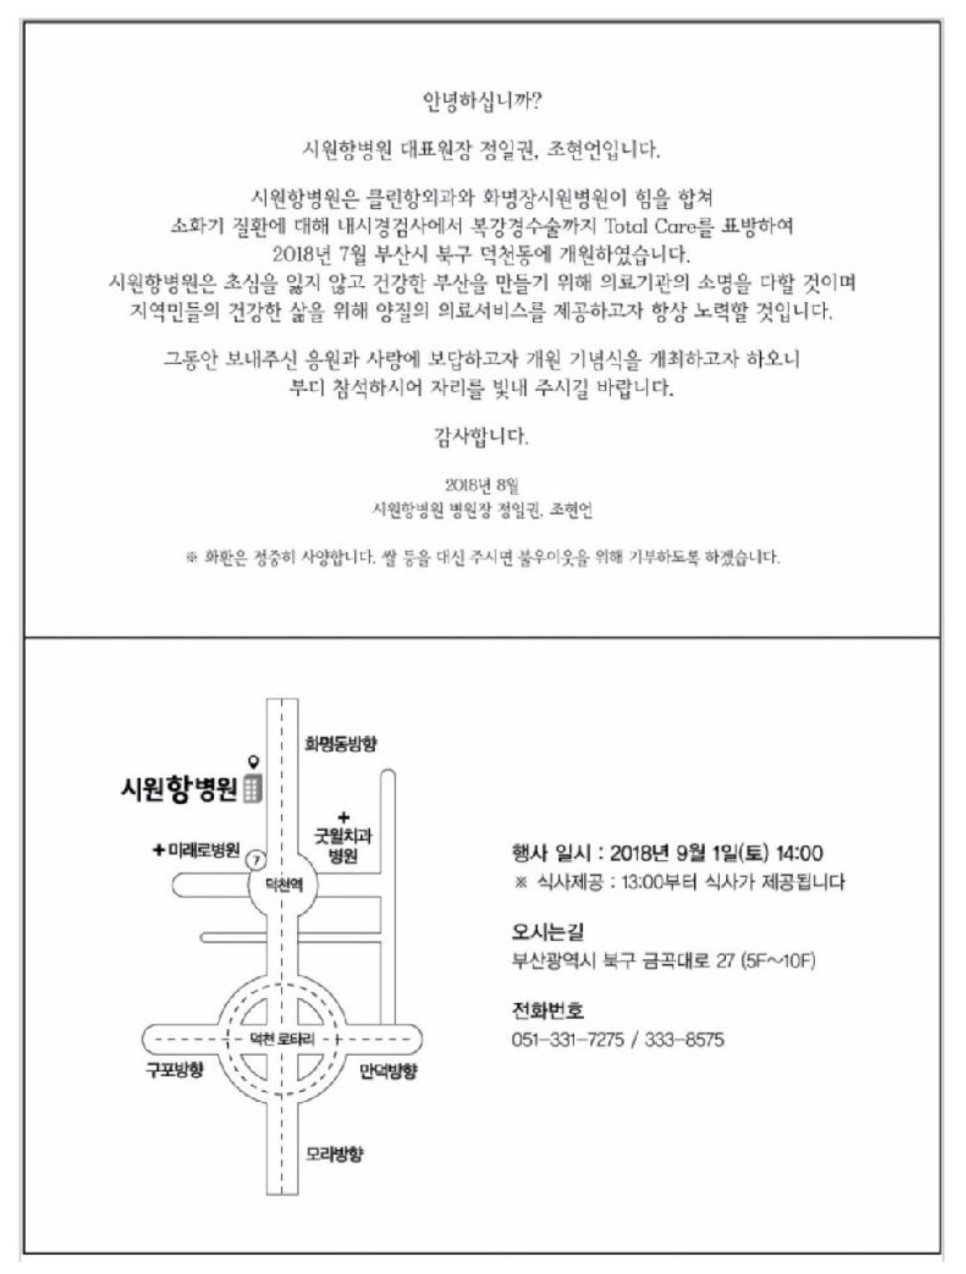 안녕하십니까?
시원항병원 대표원장 정일권, 조현언입니다.
시원항병원은 클린항외과와 화명장시원병원이 힘을 합쳐
소화기 질환에 대해 내시경검사에서 복강경수술까지 Total Care를 표방하여
2018년 7월 부산시 북구 덕천동에 개원하였습니다.
시원항병원은 초심을 잃지 않고 건강한 부산을 만들기 위해 의료기관의 소명을 다할 것이며
지역민들의 건강한 삶을 위해 양질의 의료서비스를 제공하고자 항상 노력할 것입니다.
그동안 보내주신 응원과 사랑에 보답하고자 개원 기념식을 개최하고자 하오니
부디 참석하시어 자리를 빛내 주시길 바랍니다.
감사합니다.
2018년 8월
시원항병원 병원장 정일권, 조현언
※ 화환은 정중히 사양합니다. 쌀 등을 대신 주시면 불우이웃을 위해 기부하도록 하겠습니다.
화명동방향
시원항병원
굿윌치과
병원
미래로병원
7
덕천역
덕천 로타리
구포방향
만덕방향
모라방향
행사 일시 : 2018년 9월 1일(토) 14:00
※ 식사제공 : 13:00부터 식사가 제공됩니다
오시는길
부산광역시 북구 금곡대로 27 (5F~10F)
전화번호
051-331-7275 / 333-8575